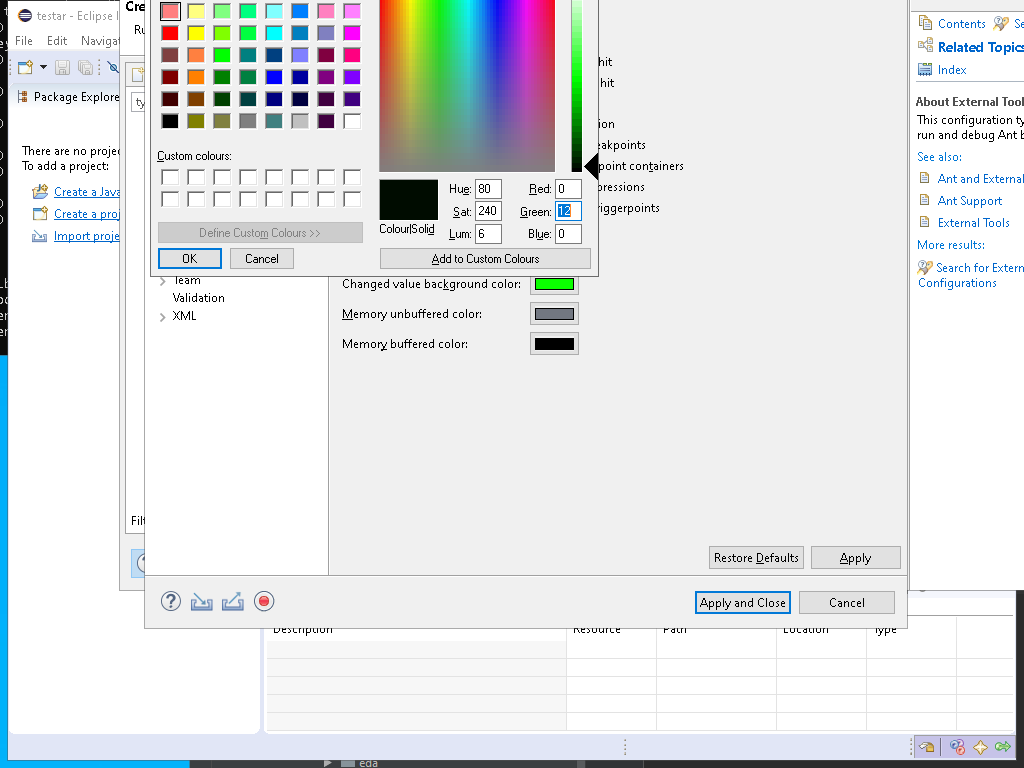 testar - Eclipse I
File Edit Naviga
Package Explore
There are no proje
To add a project:
Create a Java
Create a proj
Import proje
Cre
Ru
ty
Filt
Custom colours:
Define Custom Colours >>
OK Cancel
Colour|Solid
Hue: 80 Red: 0
Sat: 240 Green: 12
Lum: 6 Blue: 0
Add to Custom Colours
Team
Validation
XML
hit
hit
ion
eakpoints
point containers
pressions
riggerpoints
Changed value background color:
Memory unbuffered color:
Memory buffered color:
Restore Defaults Apply
Apply and Close Cancel
Contents Se
Related Topics
Index
About External Tool
This configuration ty
run and debug Ant b
See also:
Ant and External
Ant Support
External Tools
More results:
Search for Extern
Configurations
Description Resource Path Location Type
eda